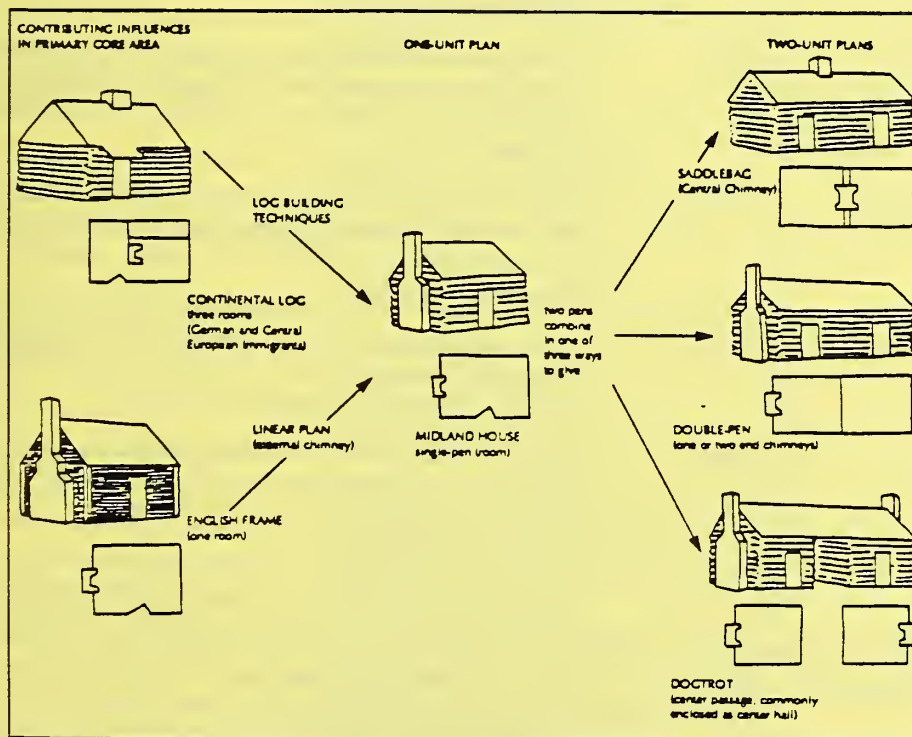 CONTRIBUTING INFLUENCES
IN PRIMARY CORE AREA
ONE-UNIT PLAN
TWO-UNIT PLANS
LOG BUILDING
TECHNIQUES
CONTINENTAL LOG
three rooms
(German and Central
European Immigrants)
LINEAR PLAN
(external chimney)
ENGLISH FRAME
(one room)
MIDLAND HOUSE
single-pen (room)
two pens
combine
in one of
three ways
to give
SADDLEBAG
(Central Chimney)
DOUBLE-PEN
(one or two end chimneys)
DOGTROT
(center passage, commonly
enclosed as center hall)